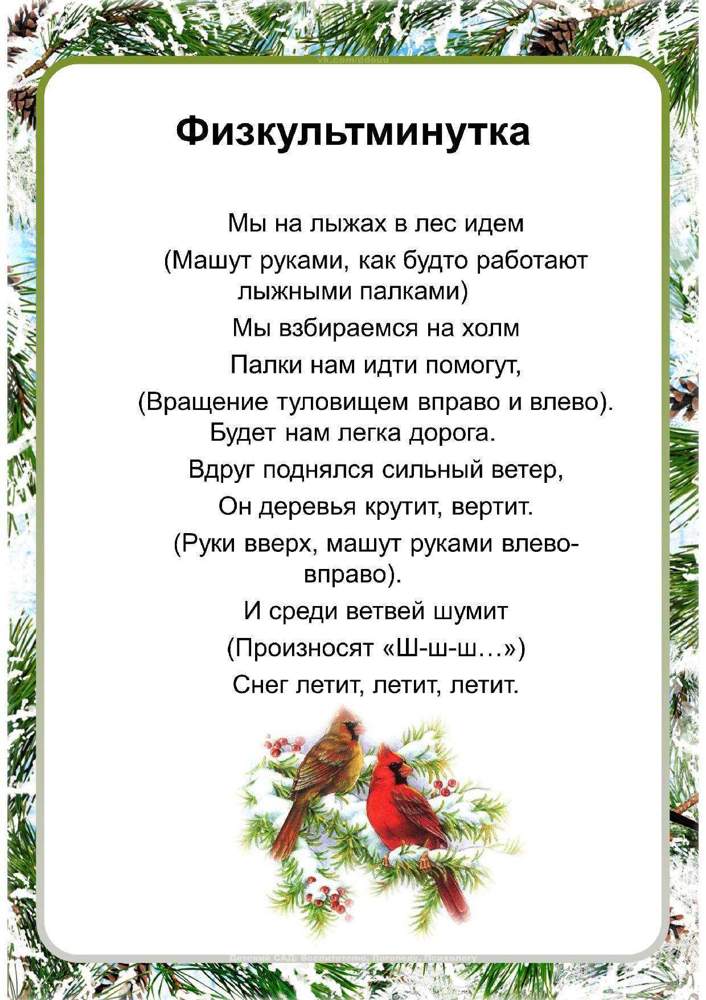 vk.com/ddouu
Физкультминутка
Мы на лыжах в лес идем
(Машут руками, как будто работают
лыжными палками)
Мы взбираемся на холм
Палки нам идти помогут,
(Вращение туловищем вправо и влево).
Будет нам легка дорога.
Вдруг поднялся сильный ветер,
Он деревья крутит, вертит.
(Руки вверх, машут руками влево-
вправо).
И среди ветвей шумит
(Произносят «Ш-ш-ш…»)
Снег летит, летит, летит.
Детский САД: Воспитателю, Логопеду, Психологу